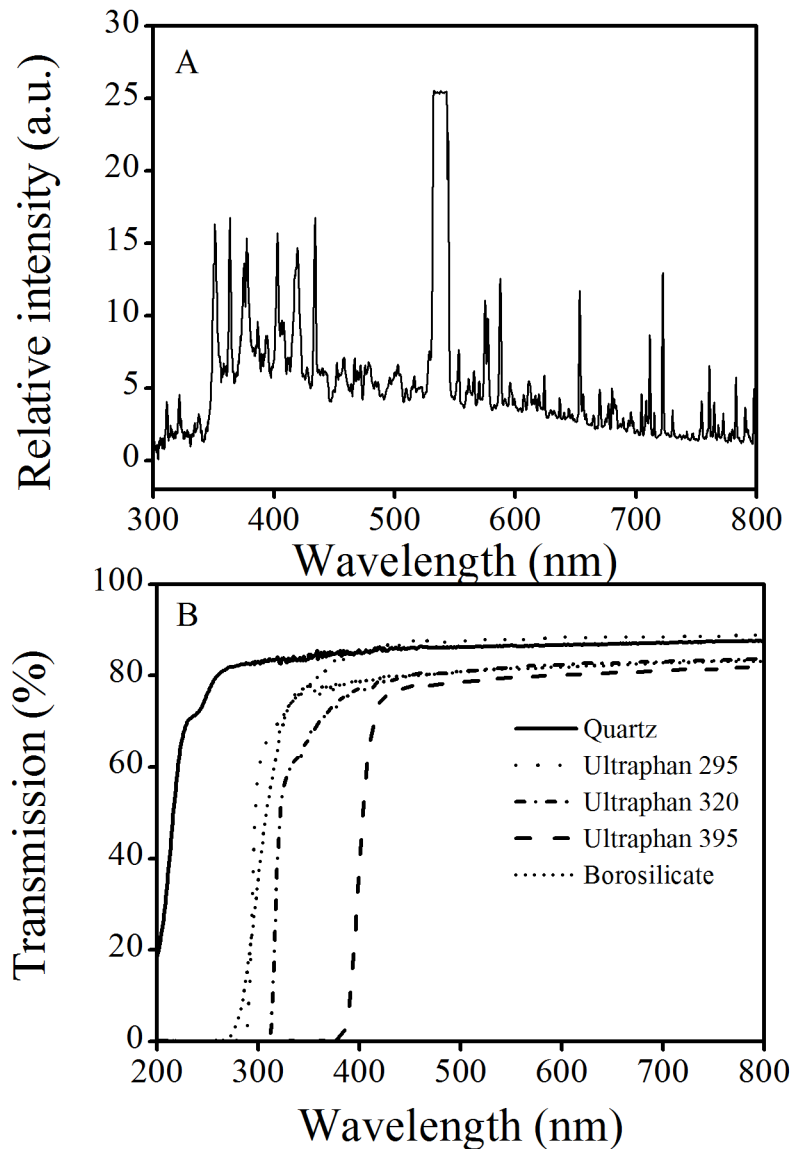 30
A
25
20
15
10
5
0
Relative intensity (a.u.)
300 400 500 600 700 800
Wavelength (nm)
100
B
80
60
40
20
0
Transmission (%)
Quartz
Ultraphan 295
Ultraphan 320
Ultraphan 395
Borosilicate
200 300 400 500 600 700 800
Wavelength (nm)